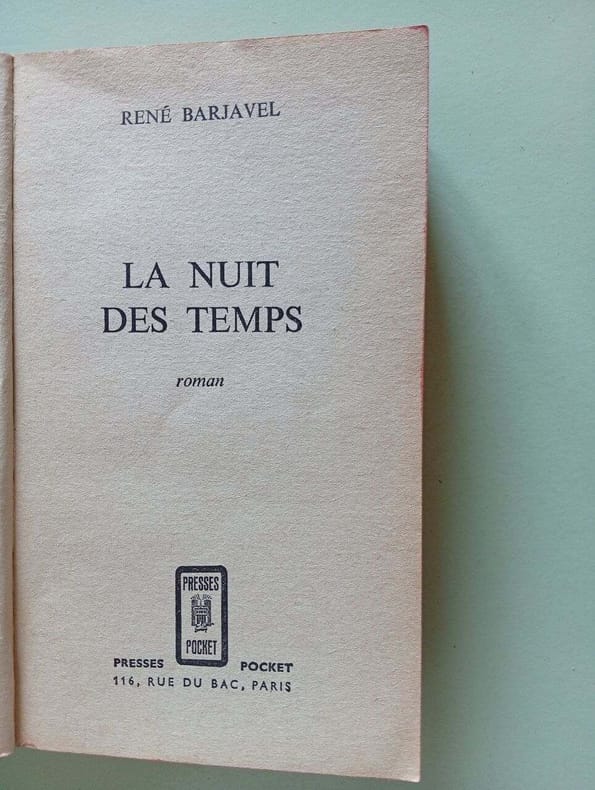 RENÉ BARJAVEL
LA NUIT
DES TEMPS
roman
PRESSES
POCKET
PRESSES POCKET
116, RUE DU BAC, PARIS